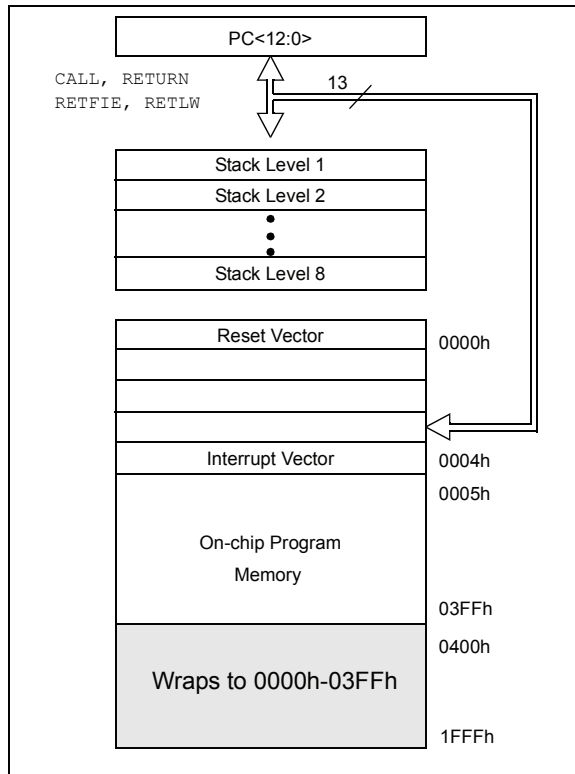 PC<12:0>
CALL, RETURN
RETFIE, RETLW
13
Stack Level 1
Stack Level 2
Stack Level 8
Reset Vector
0000h
Interrupt Vector
0004h
0005h
On-chip Program
Memory
03FFh
0400h
Wraps to 0000h-03FFh
1FFFh